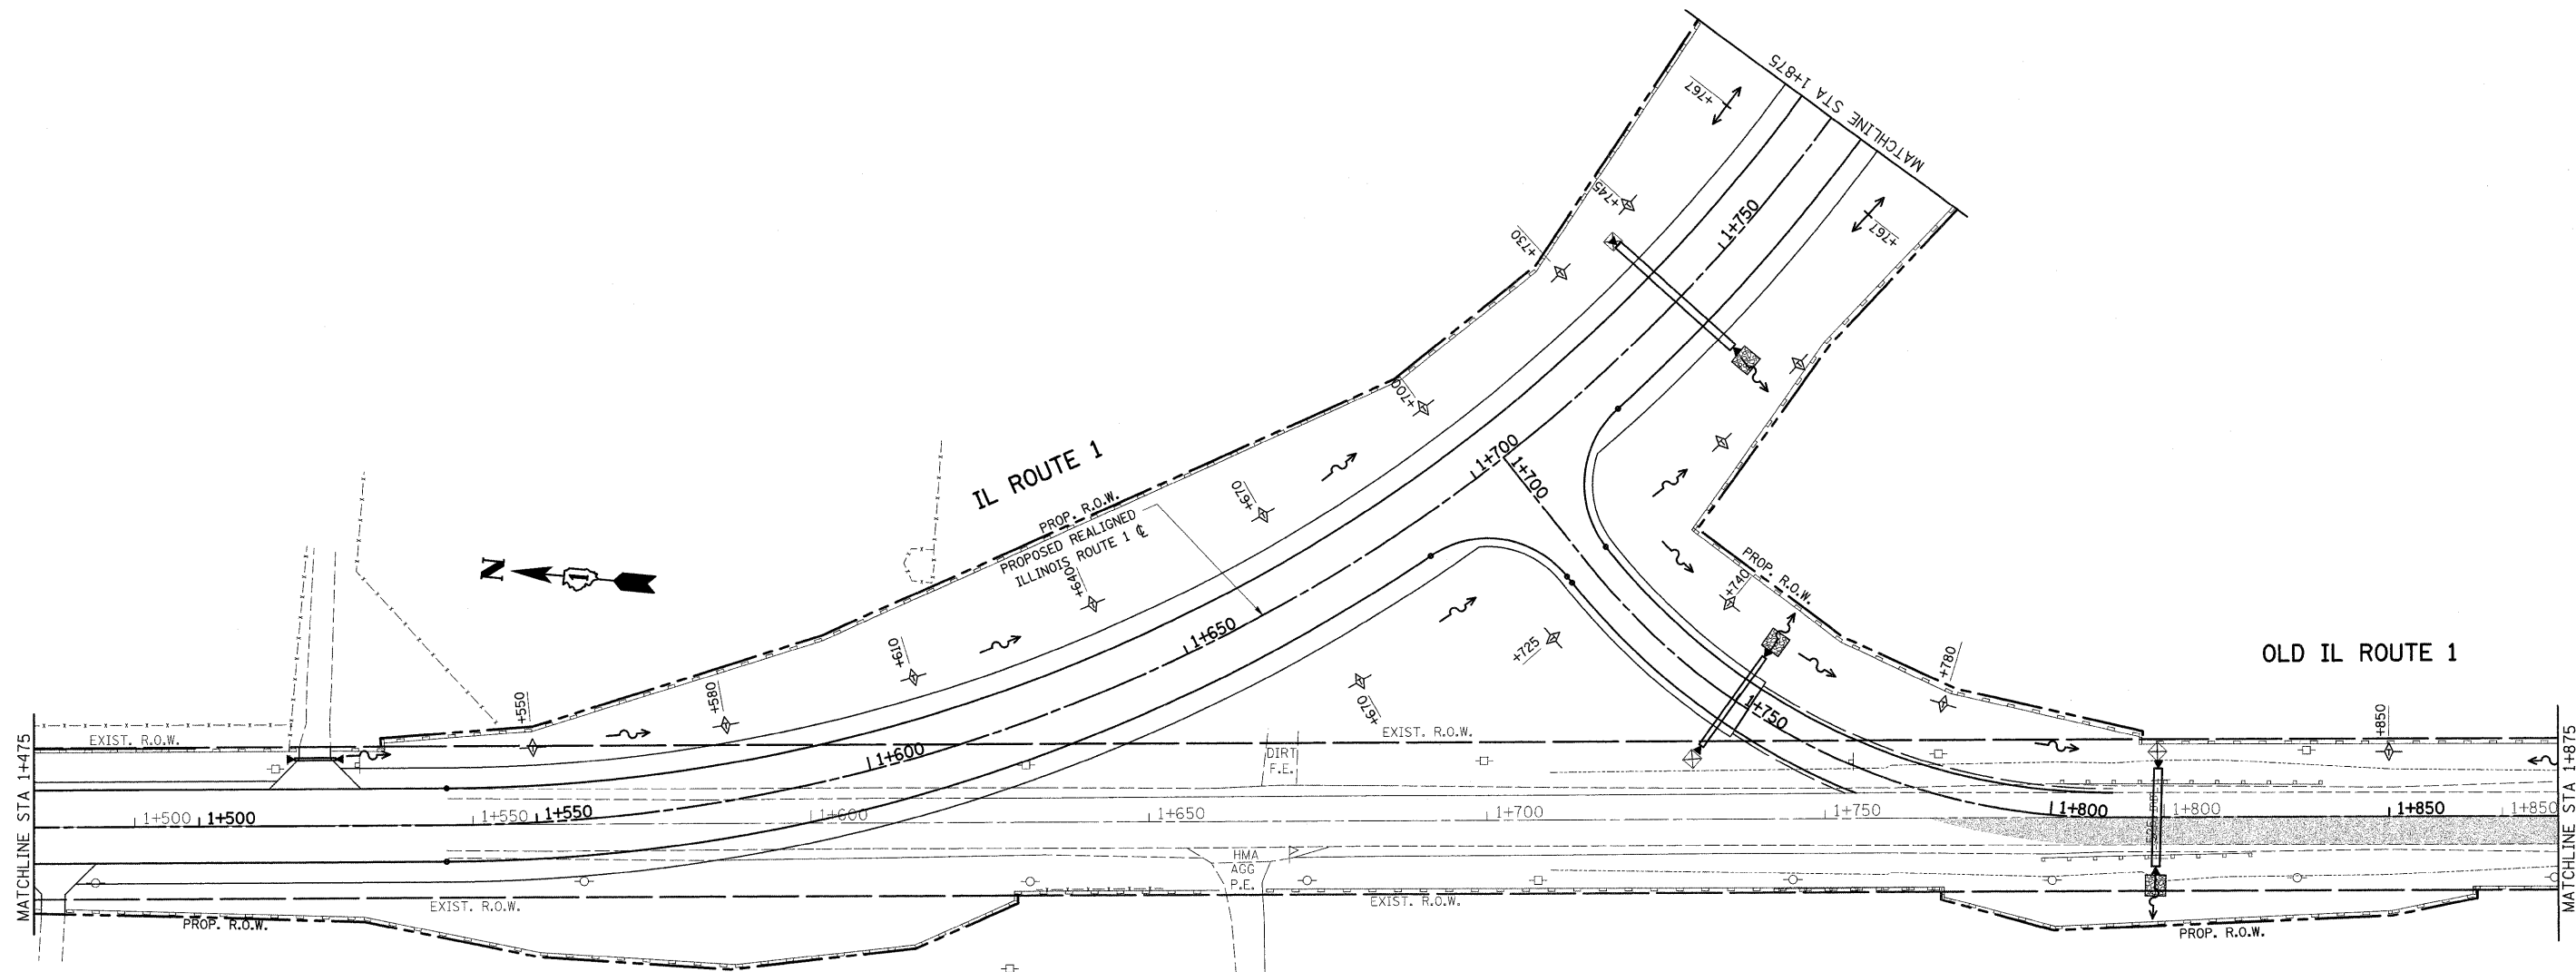 MATCHLINE STA 1+875
+767
+767
+745
1+750
+730
+700
IL ROUTE 1
1+700
1+700
PROP. R.O.W.
+670
PROPOSED REALIGNED
ILLINOIS ROUTE 1 ℄
N
+640
PROP. R.O.W.
+740
+610
1+650
+725
OLD IL ROUTE 1
+780
+550
+580
+670
1+750
+850
EXIST. R.O.W.
EXIST. R.O.W.
1+600
DIRT
F.E.
MATCHLINE STA 1+475
MATCHLINE STA 1+875
1+500
1+500
1+550
1+550
1+600
1+650
1+700
1+750
1+800
1+800
1+850
1+850
HMA
AGG
P.E.
EXIST. R.O.W.
EXIST. R.O.W.
PROP. R.O.W.
PROP. R.O.W.